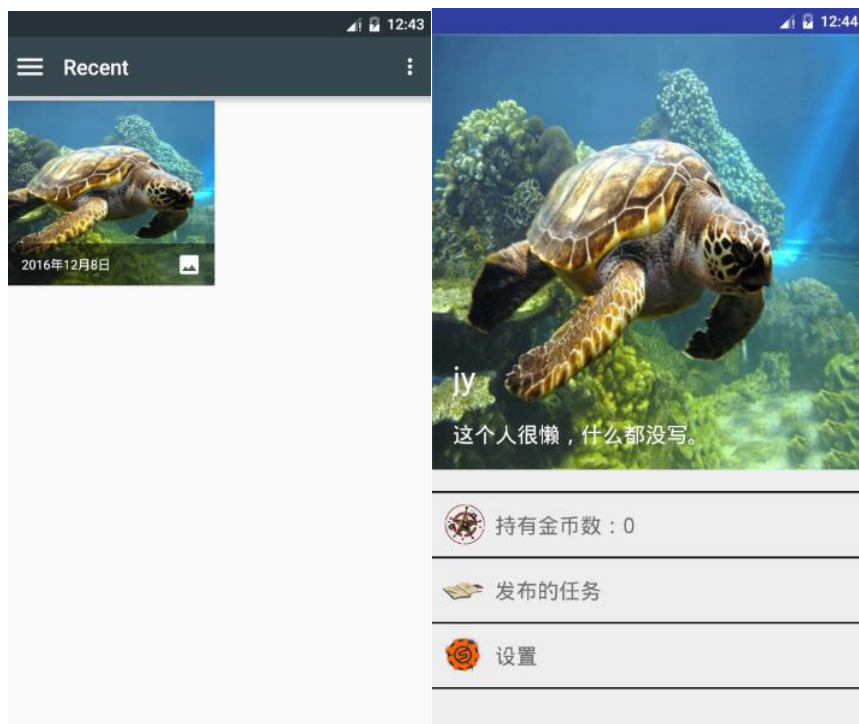 12:43
Recent
2016年12月8日
12:44
jy
这个人很懒，什么都没写。
持有金币数：0
发布的任务
设置